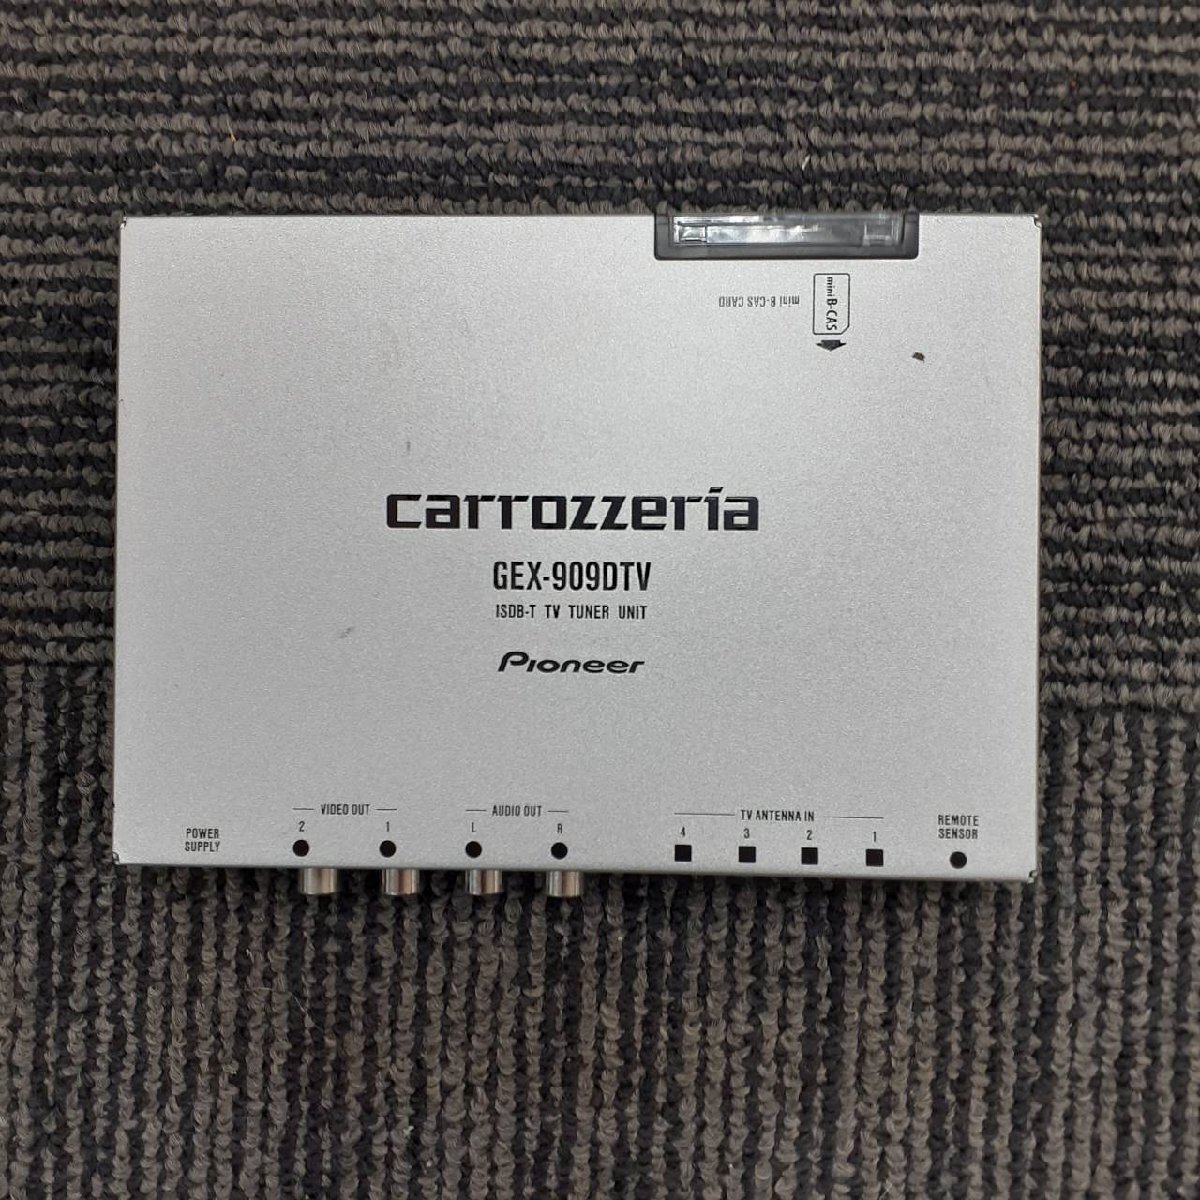 mini B-CAS CARD
mini B-CAS
carrozzeria
GEX-909DTV
ISDB-T TV TUNER UNIT
Pioneer
POWER SUPPLY
VIDEO OUT
2 1
AUDIO OUT
L R
TV ANTENNA IN
4 3 2 1
REMOTE SENSOR